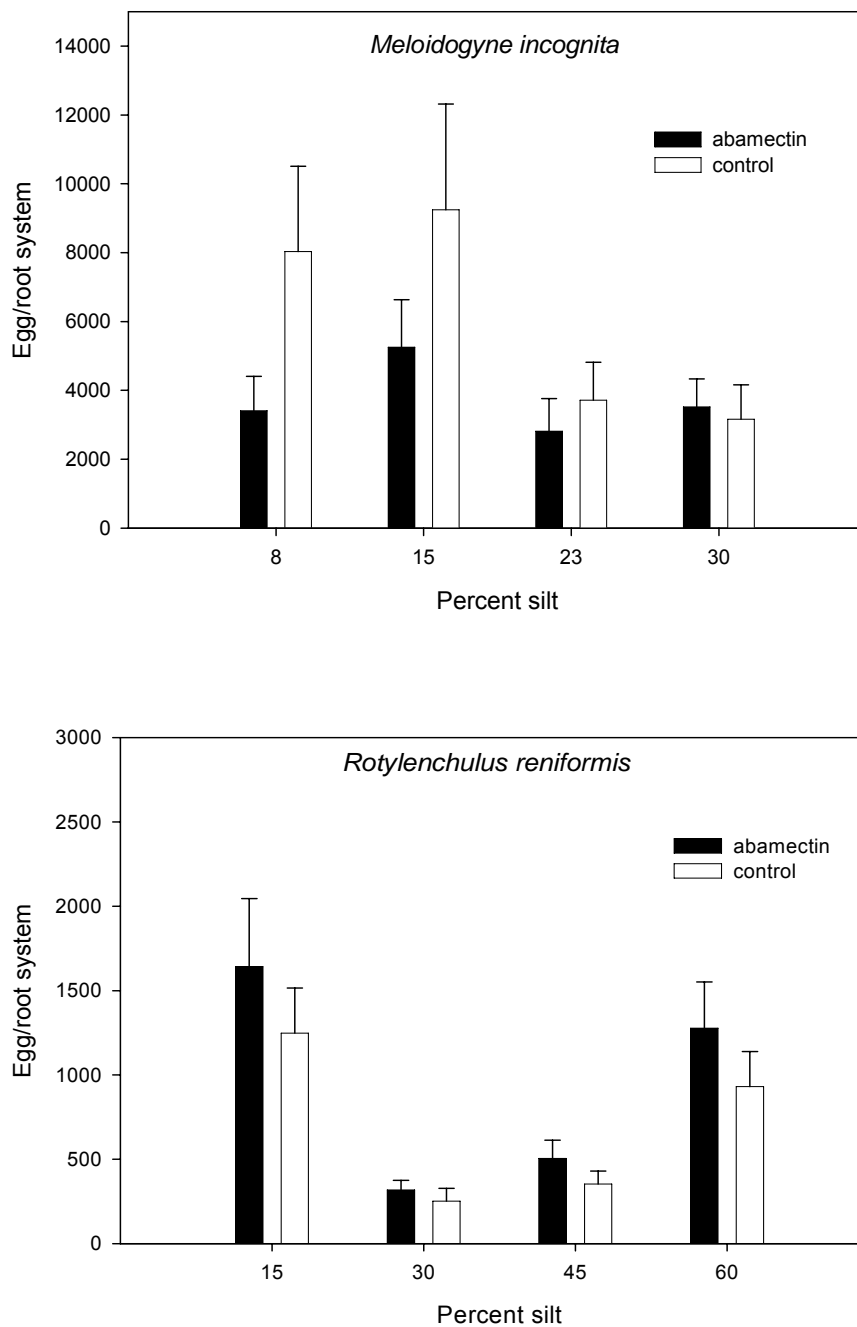 Meloidogyne incognita
14000
12000
10000
8000
6000
4000
2000
0
Egg/root system
abamectin
control
8 15 23 30
Percent silt
Rotylenchulus reniformis
3000
2500
2000
1500
1000
500
0
Egg/root system
abamectin
control
15 30 45 60
Percent silt